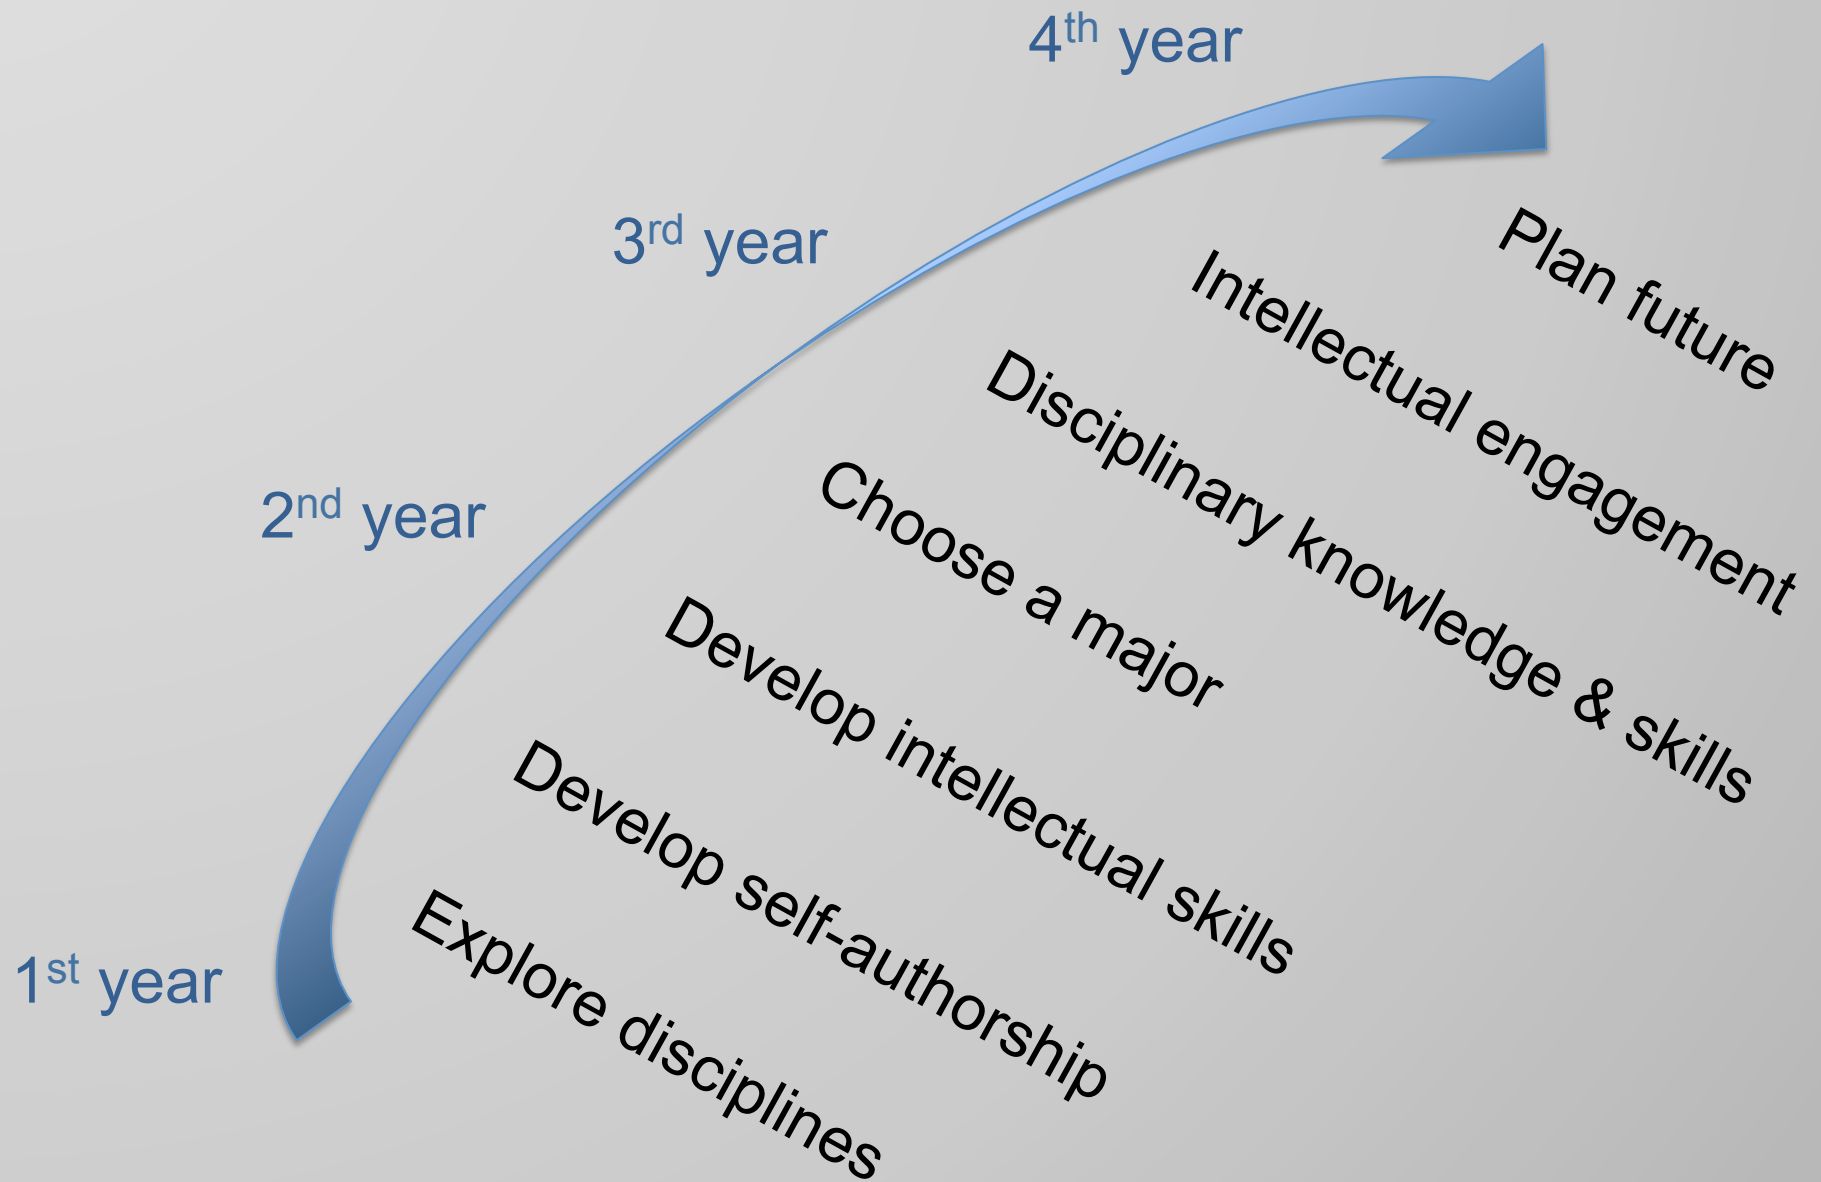 4th year
3rd year
2nd year
1st year
Plan future
Intellectual engagement
Disciplinary knowledge & skills
Choose a major
Develop intellectual skills
Develop self-authorship
Explore disciplines